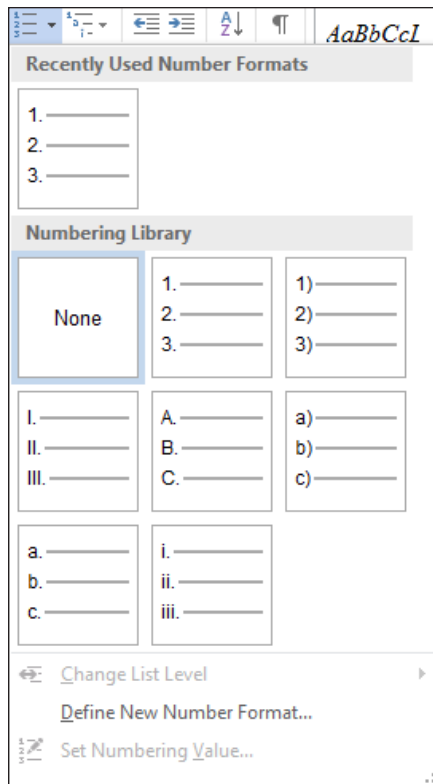 AaBbCcI
Recently Used Number Formats
1.
2.
3.
Numbering Library
None
1.
2.
3.
1)
2)
3)
I.
II.
III.
A.
B.
C.
a)
b)
c)
a.
b.
c.
i.
ii.
iii.
Change List Level
Define New Number Format...
Set Numbering Value...